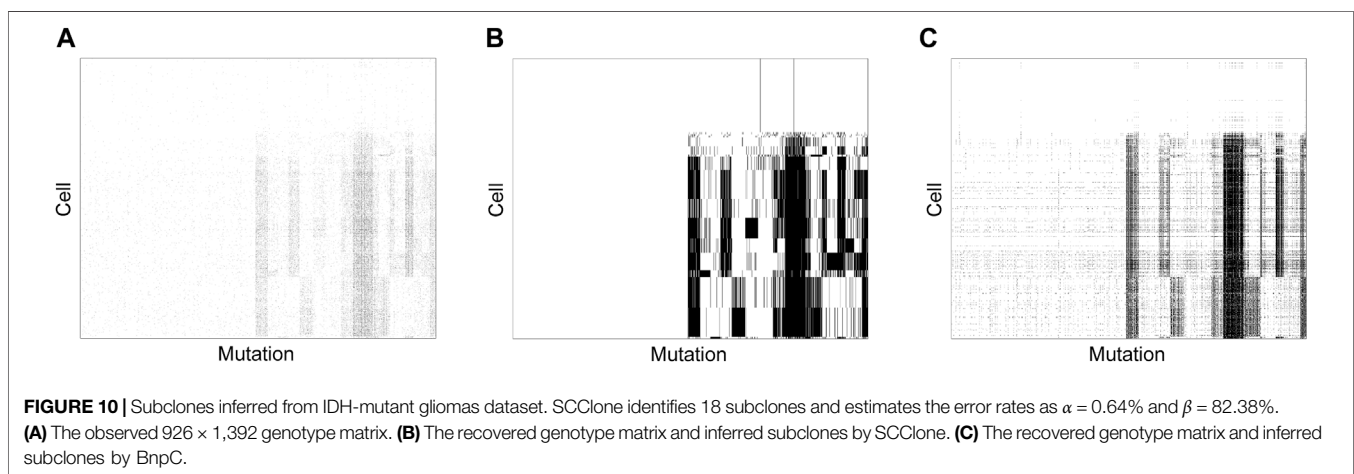 A
B
C
Cell
Cell
Cell
Mutation
Mutation
Mutation
FIGURE 10 | Subclones inferred from IDH-mutant gliomas dataset. SCClone identifies 18 subclones and estimates the error rates as α = 0.64% and β = 82.38%.
(A) The observed 926 × 1,392 genotype matrix. (B) The recovered genotype matrix and inferred subclones by SCClone. (C) The recovered genotype matrix and inferred
subclones by BnpC.